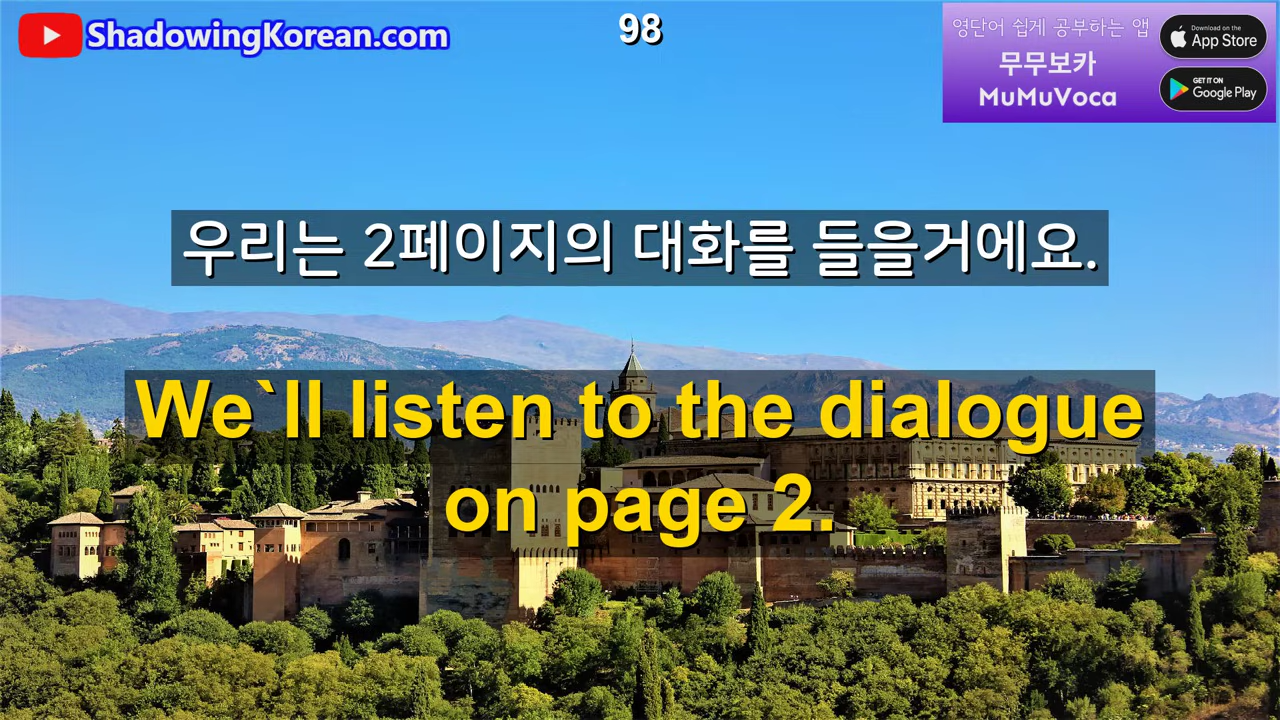 ShadowingKorean.com
98
영단어 쉽게 공부하는 앱
무무보카
MuMuVoca
Download on the
App Store
GET IT ON
Google Play
우리는 2페이지의 대화를 들을거에요.
We`ll listen to the dialogue
on page 2.